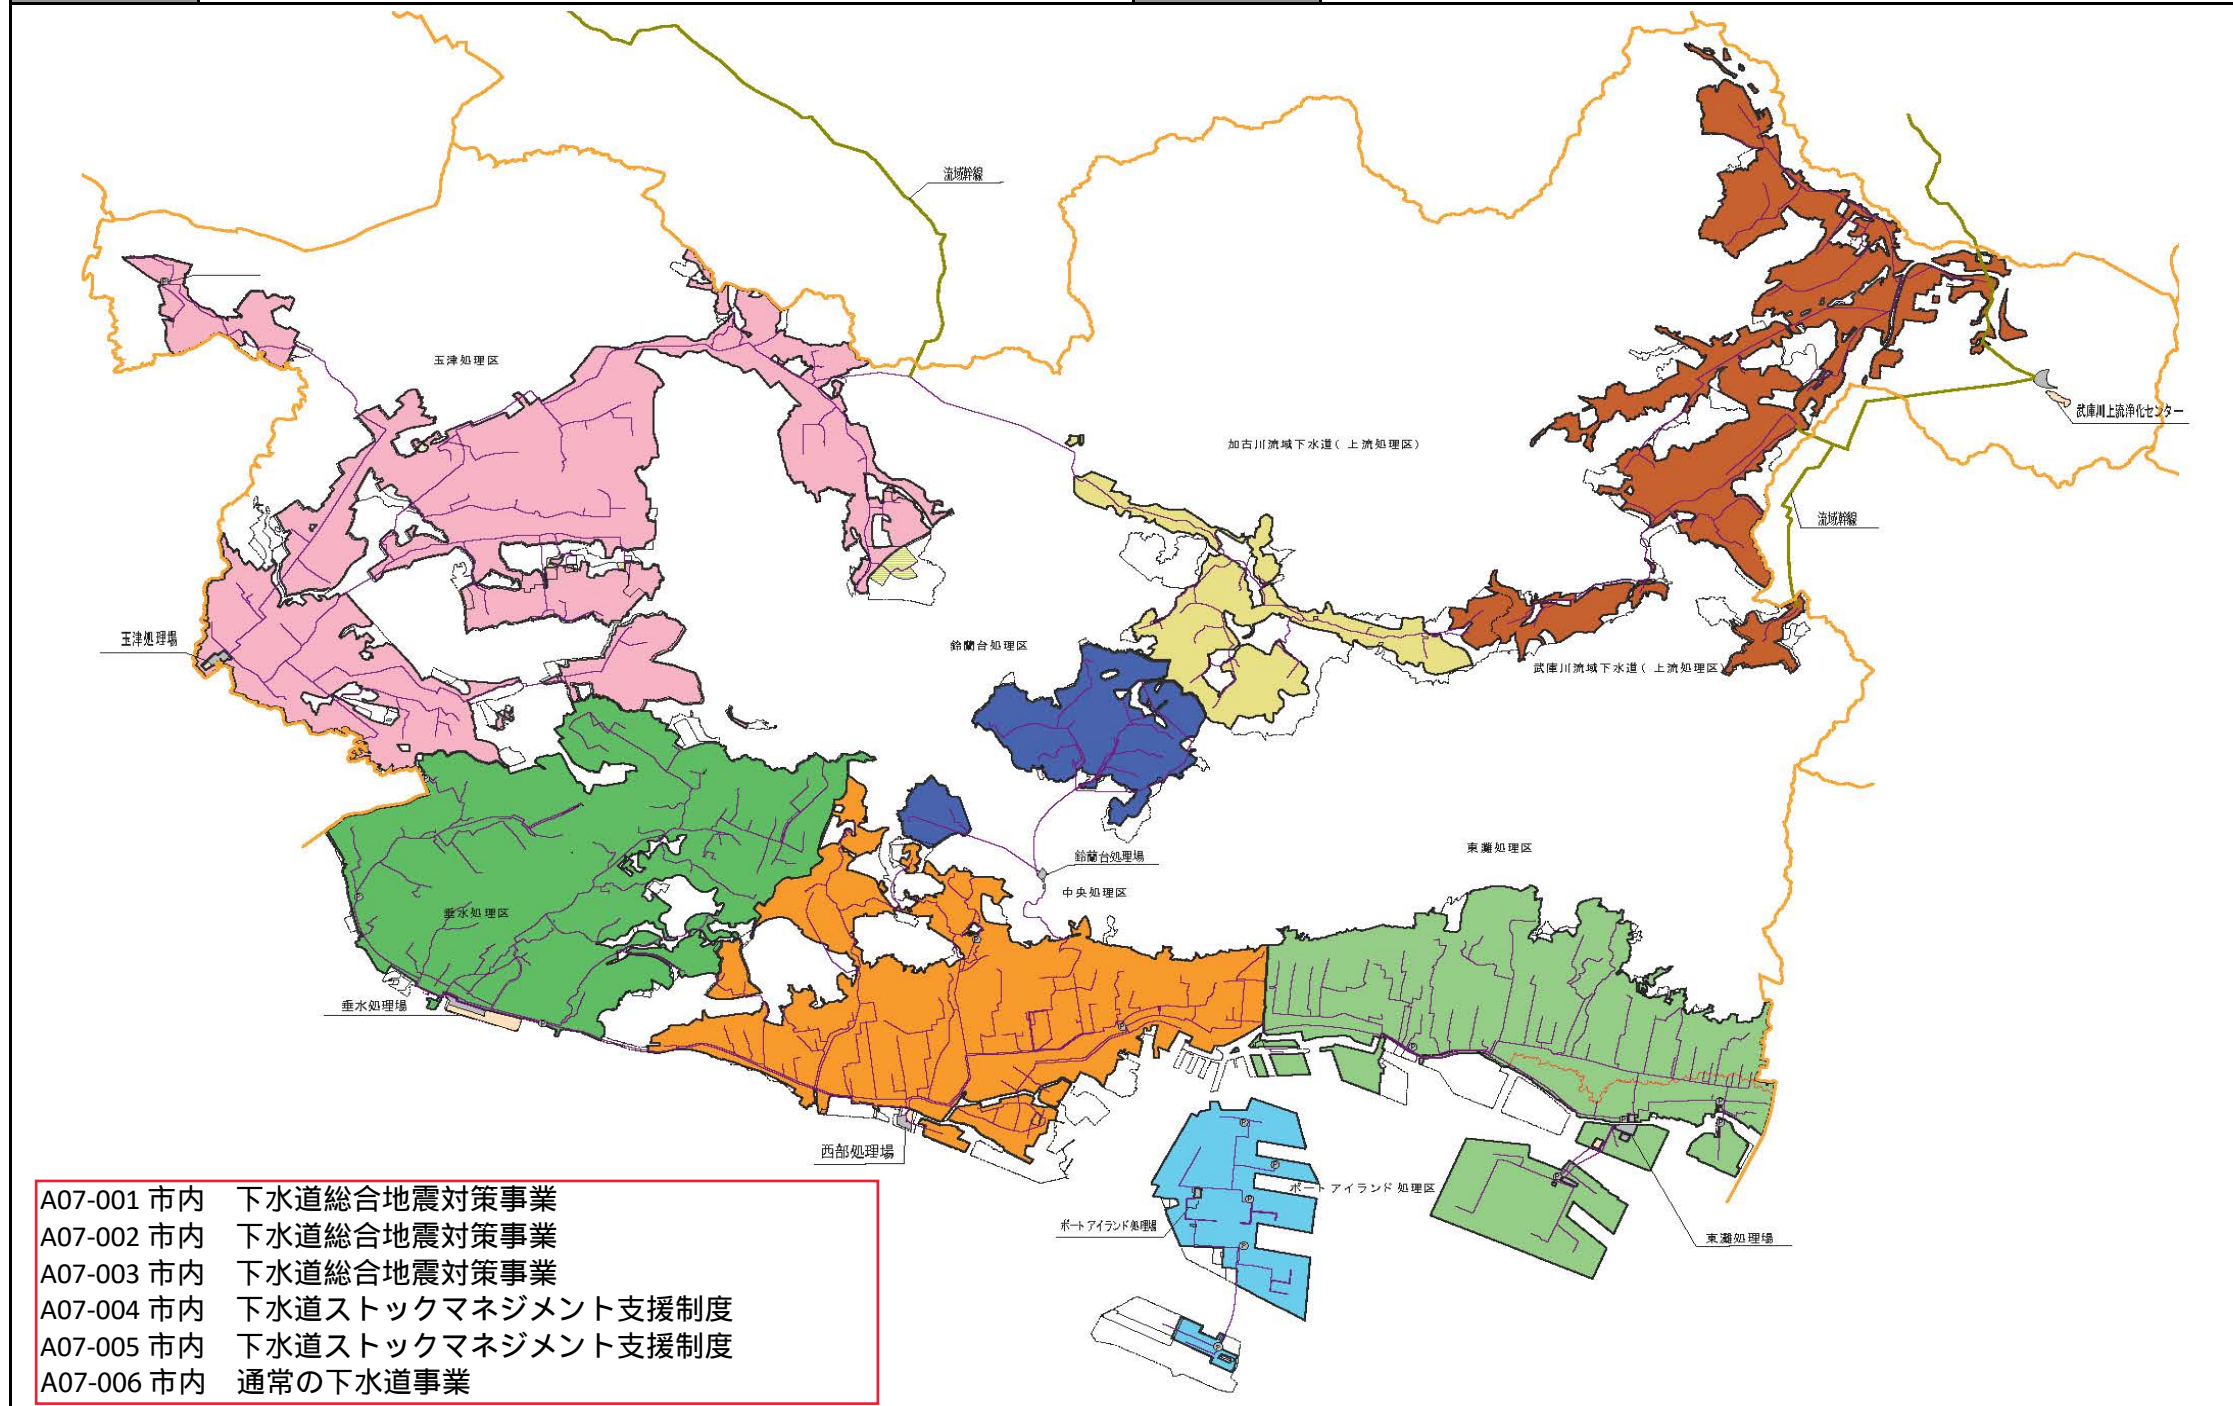 流域幹線
玉津処理区
武庫川上流浄化センター
加古川流域下水道(上流処理区)
流域幹線
玉津処理場
鈴蘭台処理区
武庫川流域下水道(上流処理区)
東灘処理区
鈴蘭台処理場
中央処理区
垂水処理区
垂水処理場
西部処理場
ポートアイランド処理区
ポートアイランド処理場
東灘処理場
A07-001 市内 下水道総合地震対策事業
A07-002 市内 下水道総合地震対策事業
A07-003 市内 下水道総合地震対策事業
A07-004 市内 下水道ストックマネジメント支援制度
A07-005 市内 下水道ストックマネジメント支援制度
A07-006 市内 通常の下水道事業